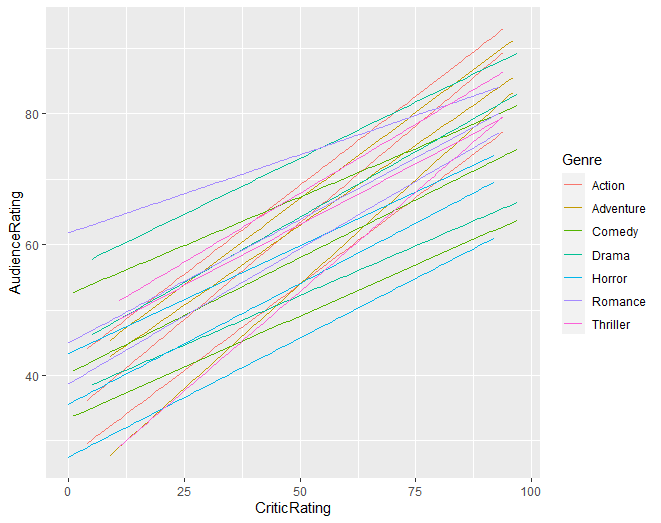 Genre
Action
Adventure
Comedy
Drama
Horror
Romance
Thriller
AudienceRating
80
60
40
0
25
50
75
100
CriticRating